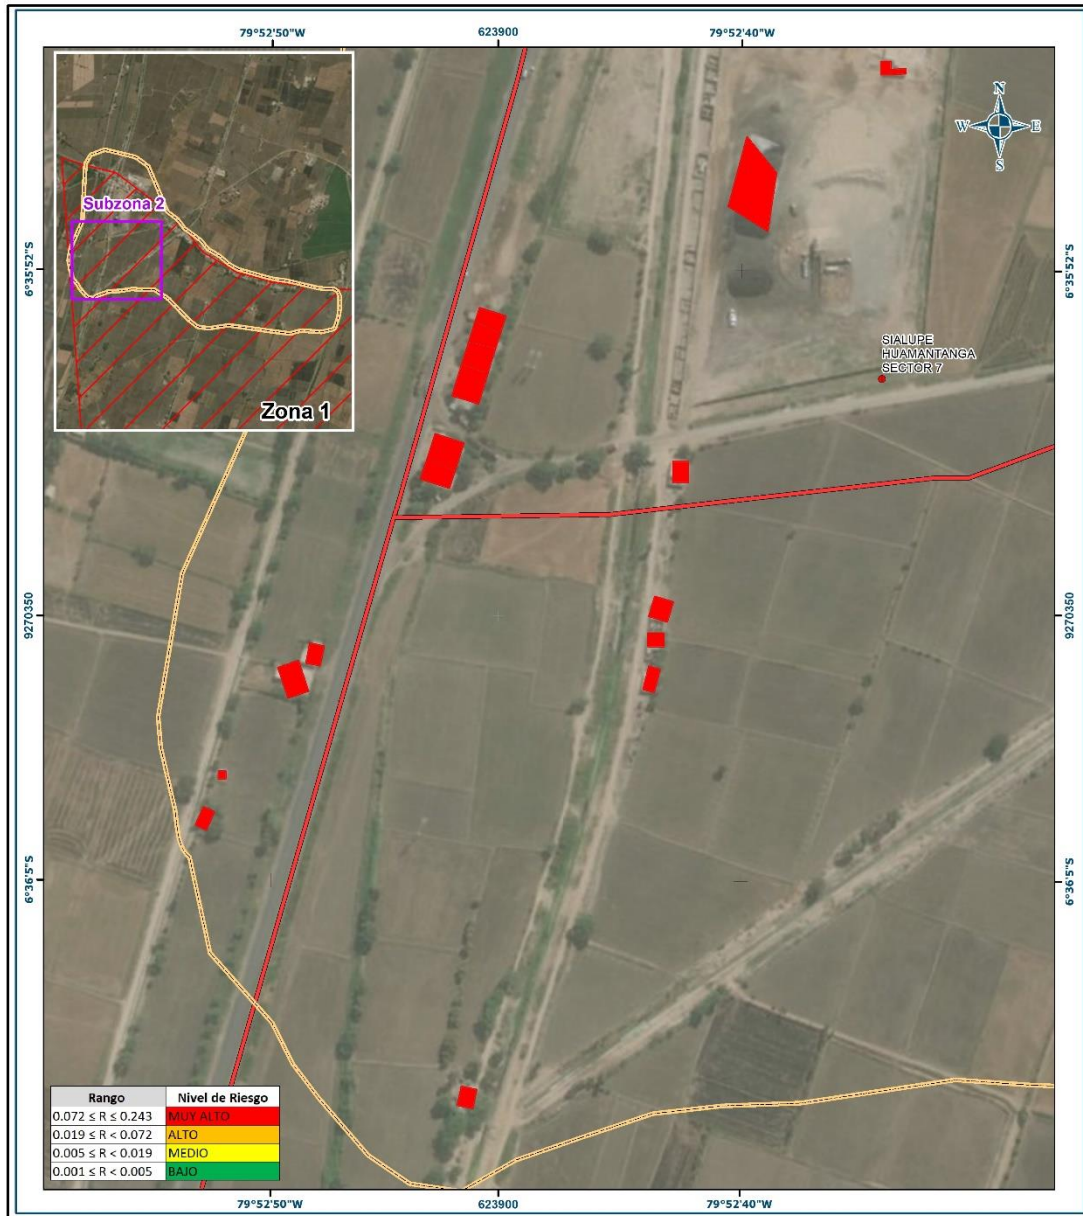 79°52'50"W
623900
79°52'40"W
N
W
E
S
Subzona 2
Zona 1
6°35'52"S
6°35'52"S
SIALUPE
HUAMANTANGA
SECTOR 7
9270350
9270350
6°36'5"S
6°36'5"S
Rango Nivel de Riesgo
0.072 ≤ R ≤ 0.243 MUY ALTO
0.019 ≤ R < 0.072 ALTO
0.005 ≤ R < 0.019 MEDIO
0.001 ≤ R < 0.005 BAJO
79°52'50"W
623900
79°52'40"W